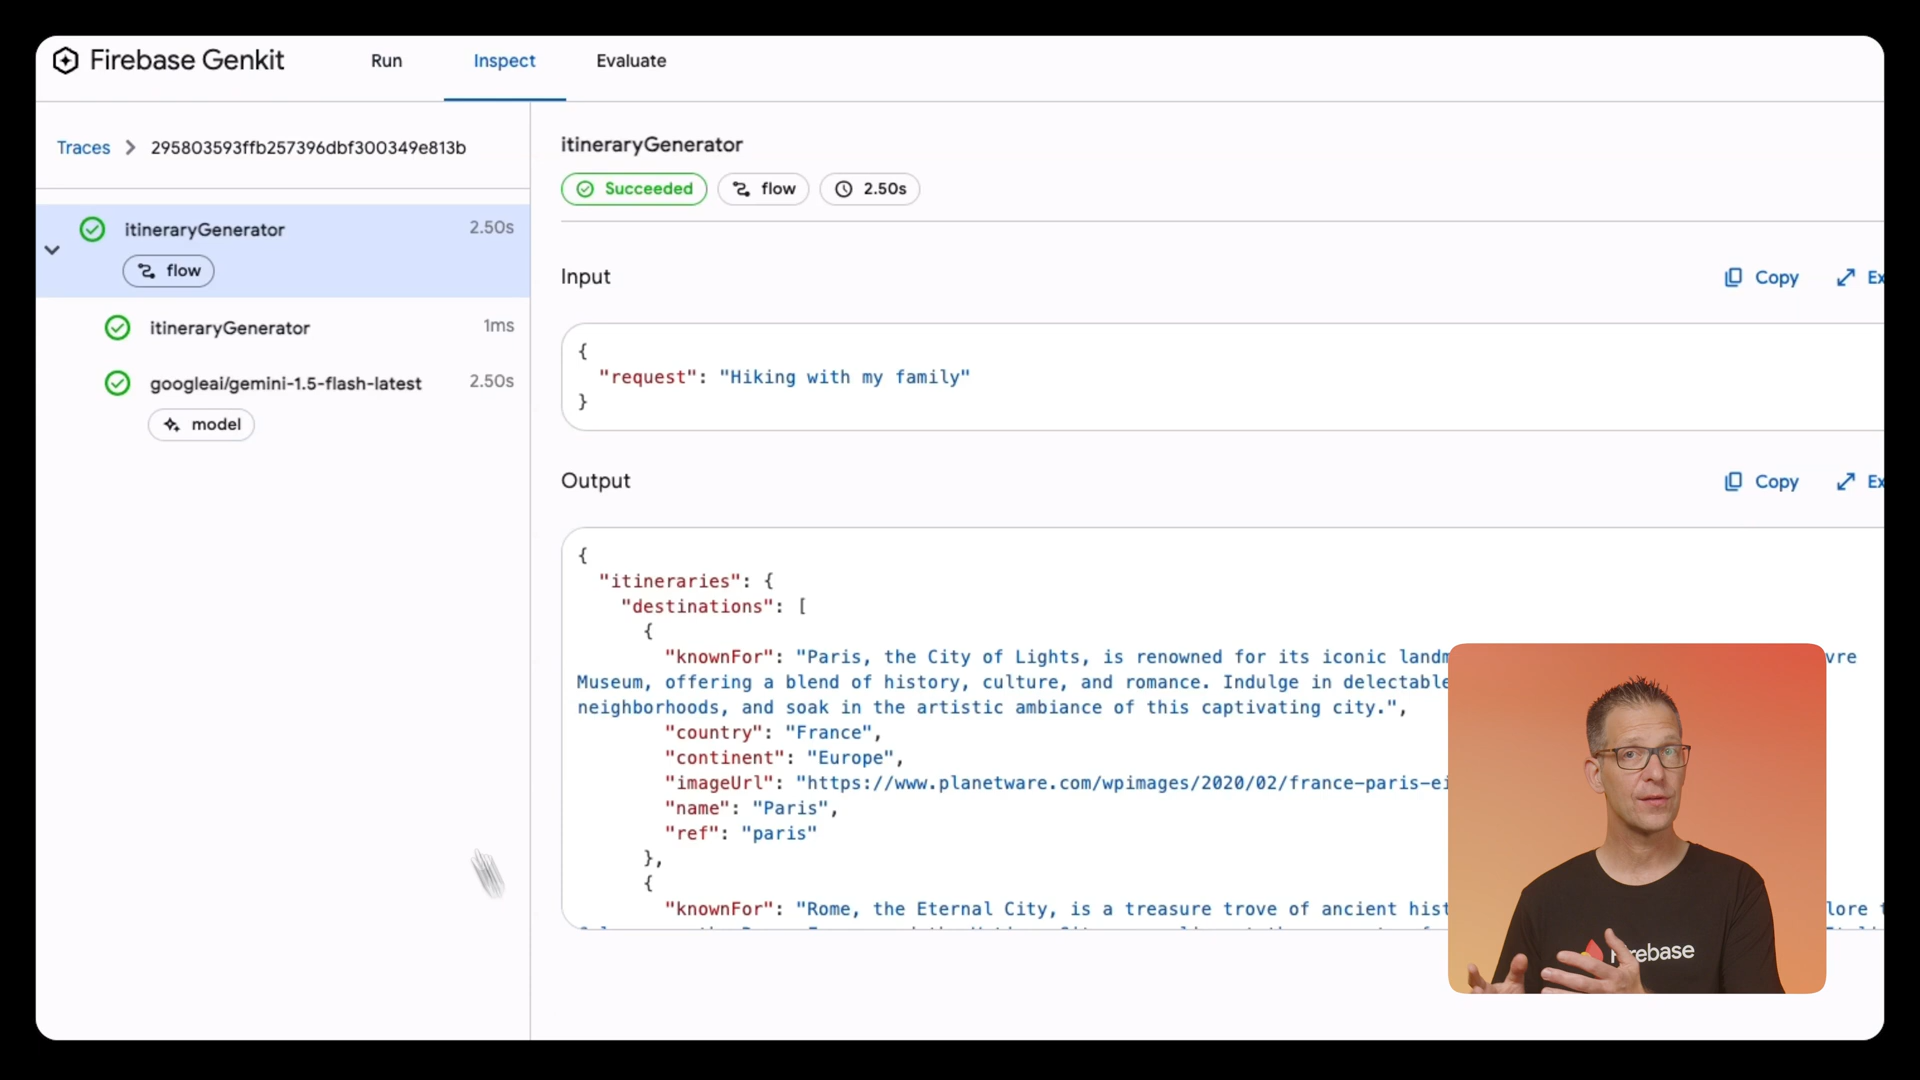 Firebase Genkit
Run
Inspect
Evaluate
Traces > 295803593ffb257396dbf300349e813b
itineraryGenerator
2.50s
flow
itineraryGenerator
1ms
googleai/gemini-1.5-flash-latest
2.50s
model
itineraryGenerator
Succeeded
flow
2.50s
Input
Copy
Ex
{
"request": "Hiking with my family"
}
Output
Copy
Ex
{
"itineraries": {
"destinations": [
{
"knownFor": "Paris, the City of Lights, is renowned for its iconic landm vre
Museum, offering a blend of history, culture, and romance. Indulge in delectable
neighborhoods, and soak in the artistic ambiance of this captivating city.",
"country": "France",
"continent": "Europe",
"imageUrl": "https://www.planetware.com/wpimages/2020/02/france-paris-ei
"name": "Paris",
"ref": "paris"
},
{
"knownFor": "Rome, the Eternal City, is a treasure trove of ancient hist lore
Firebase